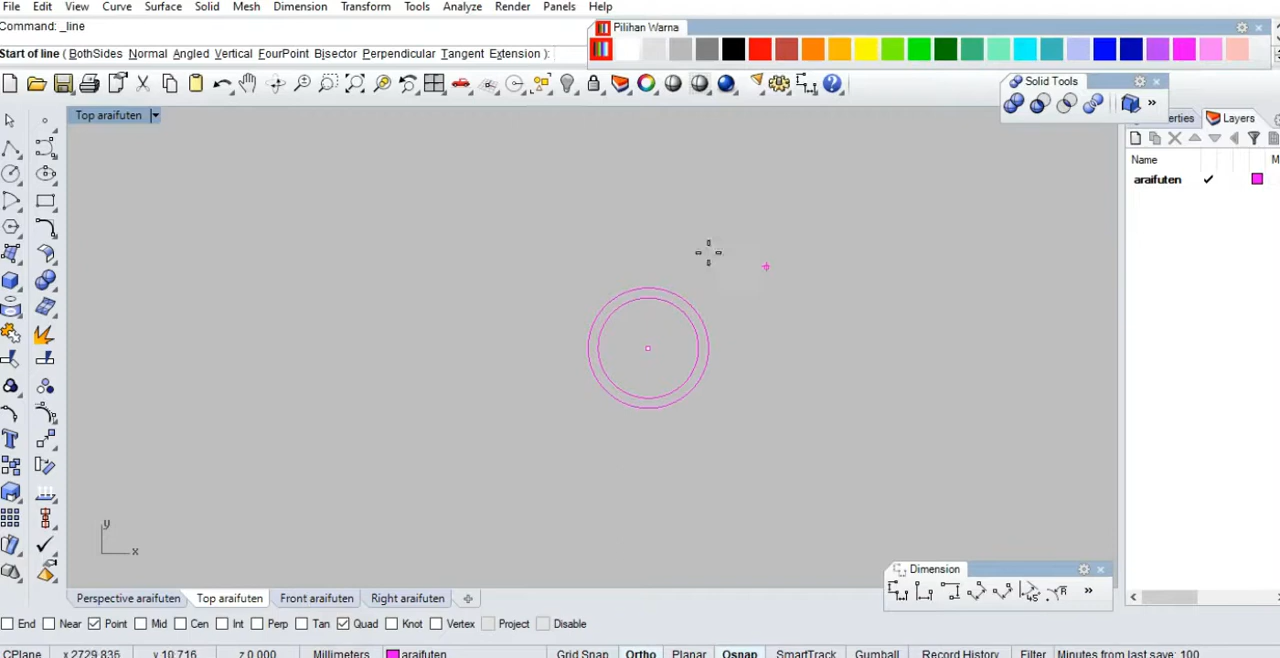 File Edit View Curve Surface Solid Mesh Dimension Transform Tools Analyze Render Panels Help
Command: _line
Pilihan Warna
Start of line ( BothSides Normal Angled Vertical FourPoint Bisector Perpendicular Tangent Extension ):
Solid Tools
Top araifuten
erties Layers
Name M
araifuten
y
x
Dimension
45°
R
Perspective araifuten Top araifuten Front araifuten Right araifuten
End Near Point Mid Cen Int Perp Tan Quad Knot Vertex Project Disable
CPlane x 2729.835 y 10.716 z 0.000 Millimeters araifuten Grid Snap Ortho Planar Osnap SmartTrack Gumball Record History Filter Minutes from last save: 100